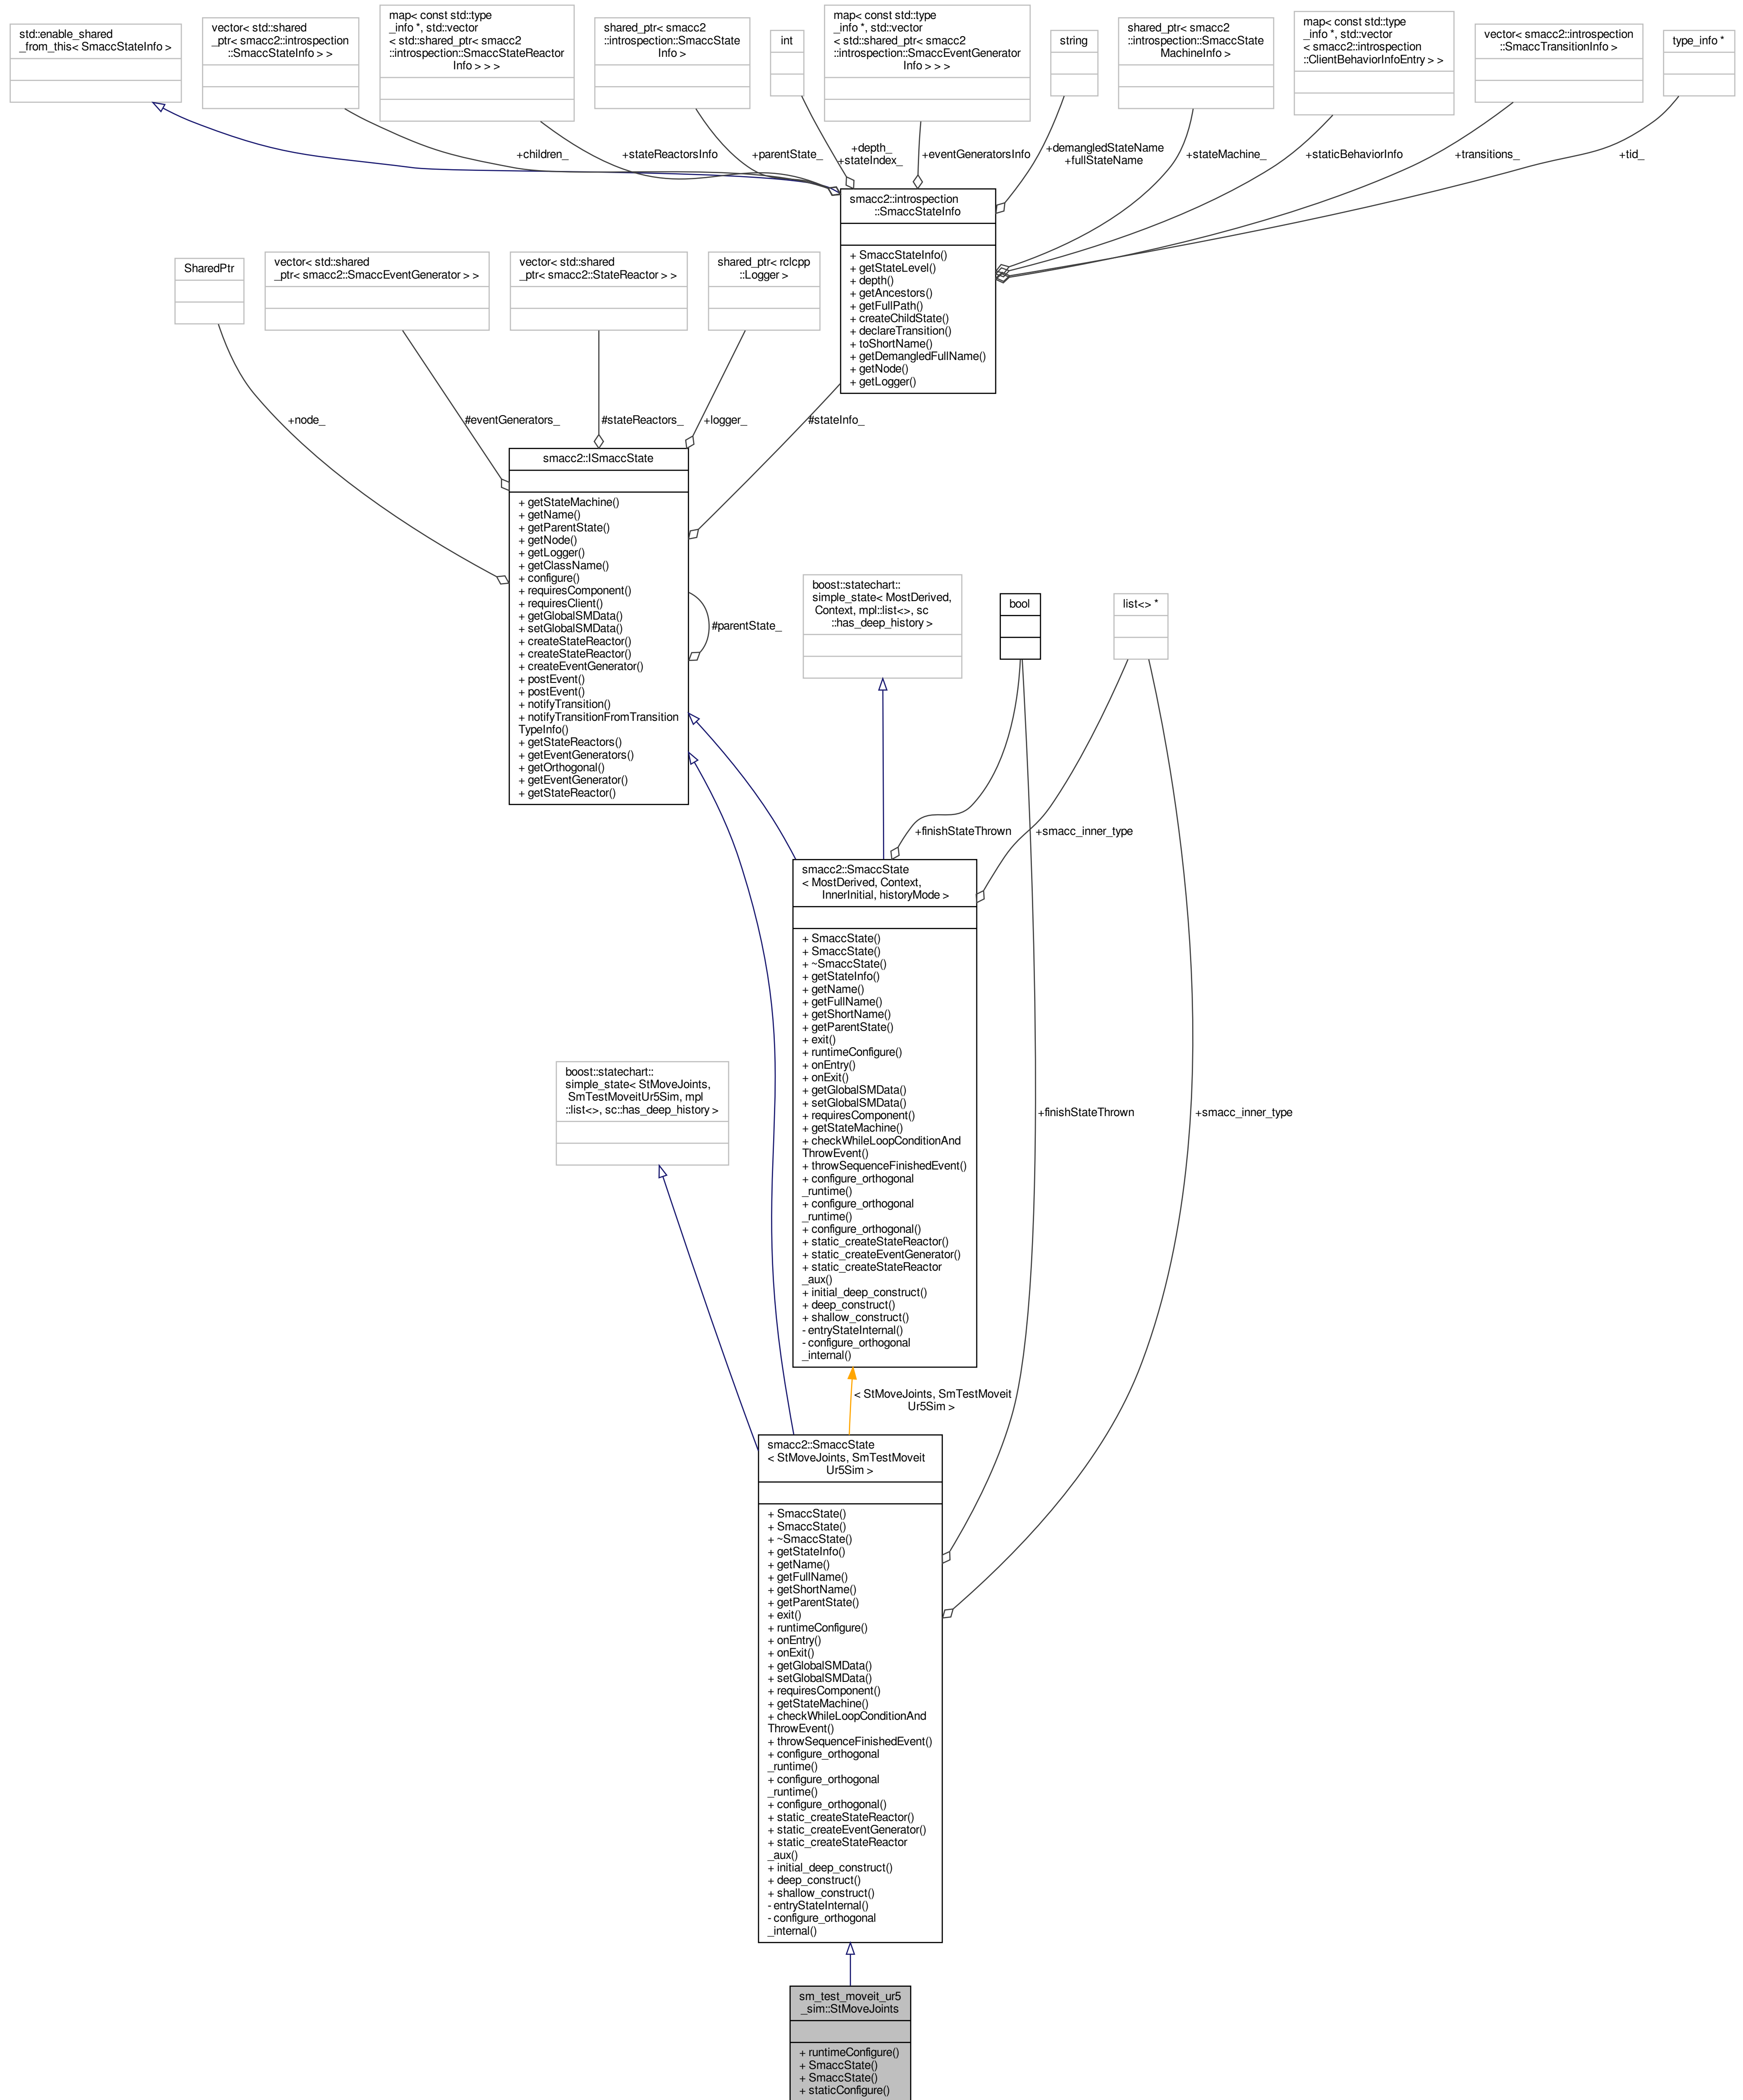 std::enable_shared
_from_this< SmaccStateInfo >
vector< std::shared
_ptr< smacc2::introspection
::SmaccStateInfo > >
map< const std::type
_info *, std::vector
< std::shared_ptr< smacc2
::introspection::SmaccStateReactor
Info > > >
shared_ptr< smacc2
::introspection::SmaccState
Info >
int
map< const std::type
_info *, std::vector
< std::shared_ptr< smacc2
::introspection::SmaccEventGenerator
Info > > >
string
shared_ptr< smacc2
::introspection::SmaccState
MachineInfo >
map< const std::type
_info *, std::vector
< smacc2::introspection
::ClientBehaviorInfoEntry > >
vector< smacc2::introspection
::SmaccTransitionInfo >
type_info *
+children_
+stateReactorsInfo
+parentState_
+depth_
+stateIndex_
+eventGeneratorsInfo
+demangledStateName
+fullStateName
+stateMachine_
+staticBehaviorInfo
+transitions_
+tid_
smacc2::introspection
::SmaccStateInfo
+ SmaccStateInfo()
+ getStateLevel()
+ depth()
+ getAncestors()
+ getFullPath()
+ createChildState()
+ declareTransition()
+ toShortName()
+ getDemangledFullName()
+ getNode()
+ getLogger()
SharedPtr
vector< std::shared
_ptr< smacc2::SmaccEventGenerator > >
vector< std::shared
_ptr< smacc2::StateReactor > >
shared_ptr< rclcpp
::Logger >
+node_
#eventGenerators_
#stateReactors_
+logger_
#stateInfo_
smacc2::ISmaccState
+ getStateMachine()
+ getName()
+ getParentState()
+ getNode()
+ getLogger()
+ getClassName()
+ configure()
+ requiresComponent()
+ requiresClient()
+ getGlobalSMData()
+ setGlobalSMData()
+ createStateReactor()
+ createStateReactor()
+ createEventGenerator()
+ postEvent()
+ postEvent()
+ notifyTransition()
+ notifyTransitionFromTransition
TypeInfo()
+ getStateReactors()
+ getEventGenerators()
+ getOrthogonal()
+ getEventGenerator()
+ getStateReactor()
#parentState_
boost::statechart::
simple_state< MostDerived,
Context, mpl::list<>, sc
::has_deep_history >
bool
list<> *
+finishStateThrown
+smacc_inner_type
smacc2::SmaccState
< MostDerived, Context,
InnerInitial, historyMode >
+ SmaccState()
+ SmaccState()
+ ~SmaccState()
+ getStateInfo()
+ getName()
+ getFullName()
+ getShortName()
+ getParentState()
+ exit()
+ runtimeConfigure()
+ onEntry()
+ onExit()
+ getGlobalSMData()
+ setGlobalSMData()
+ requiresComponent()
+ getStateMachine()
+ checkWhileLoopConditionAnd
ThrowEvent()
+ throwSequenceFinishedEvent()
+ configure_orthogonal
_runtime()
+ configure_orthogonal
_runtime()
+ configure_orthogonal()
+ static_createStateReactor()
+ static_createEventGenerator()
+ static_createStateReactor
_aux()
+ initial_deep_construct()
+ deep_construct()
+ shallow_construct()
- entryStateInternal()
- configure_orthogonal
_internal()
boost::statechart::
simple_state< StMoveJoints,
SmTestMoveitUr5Sim, mpl
::list<>, sc::has_deep_history >
+finishStateThrown
+smacc_inner_type
< StMoveJoints, SmTestMoveit
Ur5Sim >
smacc2::SmaccState
< StMoveJoints, SmTestMoveit
Ur5Sim >
+ SmaccState()
+ SmaccState()
+ ~SmaccState()
+ getStateInfo()
+ getName()
+ getFullName()
+ getShortName()
+ getParentState()
+ exit()
+ runtimeConfigure()
+ onEntry()
+ onExit()
+ getGlobalSMData()
+ setGlobalSMData()
+ requiresComponent()
+ getStateMachine()
+ checkWhileLoopConditionAnd
ThrowEvent()
+ throwSequenceFinishedEvent()
+ configure_orthogonal
_runtime()
+ configure_orthogonal
_runtime()
+ configure_orthogonal()
+ static_createStateReactor()
+ static_createEventGenerator()
+ static_createStateReactor
_aux()
+ initial_deep_construct()
+ deep_construct()
+ shallow_construct()
- entryStateInternal()
- configure_orthogonal
_internal()
sm_test_moveit_ur5
_sim::StMoveJoints
+ runtimeConfigure()
+ SmaccState()
+ SmaccState()
+ staticConfigure()